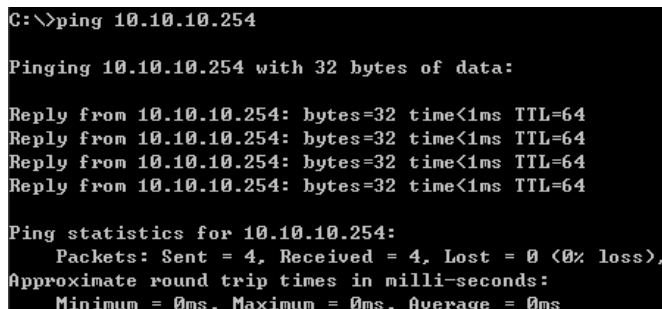 C:\>ping 10.10.10.254
Pinging 10.10.10.254 with 32 bytes of data:
Reply from 10.10.10.254: bytes=32 time<1ms TTL=64
Reply from 10.10.10.254: bytes=32 time<1ms TTL=64
Reply from 10.10.10.254: bytes=32 time<1ms TTL=64
Reply from 10.10.10.254: bytes=32 time<1ms TTL=64
Ping statistics for 10.10.10.254:
Packets: Sent = 4, Received = 4, Lost = 0 (0% loss),
Approximate round trip times in milli-seconds:
Minimum = 0ms, Maximum = 0ms, Average = 0ms